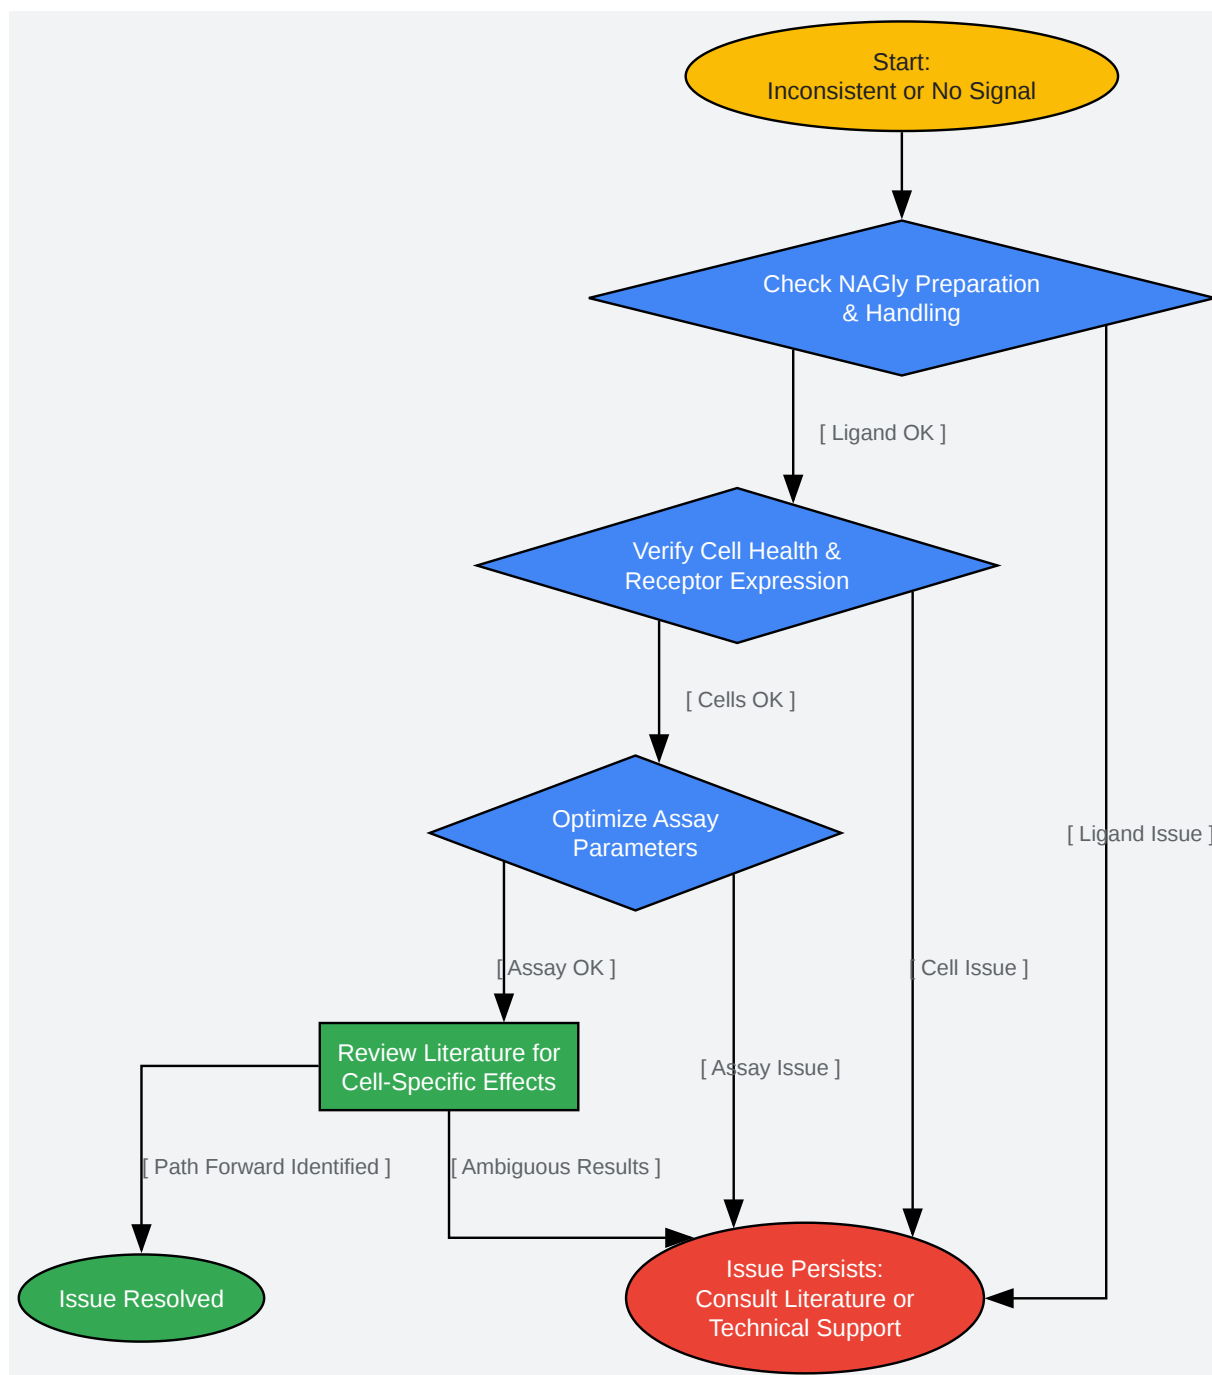 Start:
Inconsistent or No Signal
Check NAGly Preparation
& Handling
[ Ligand OK ]
Verify Cell Health &
Receptor Expression
[ Cells OK ]
Optimize Assay
Parameters
[ Ligand Issue ]
[ Assay OK ]
[ Cell Issue ]
Review Literature for
Cell-Specific Effects
[ Assay Issue ]
[ Path Forward Identified ]
[ Ambiguous Results ]
Issue Resolved
Issue Persists:
Consult Literature or
Technical Support